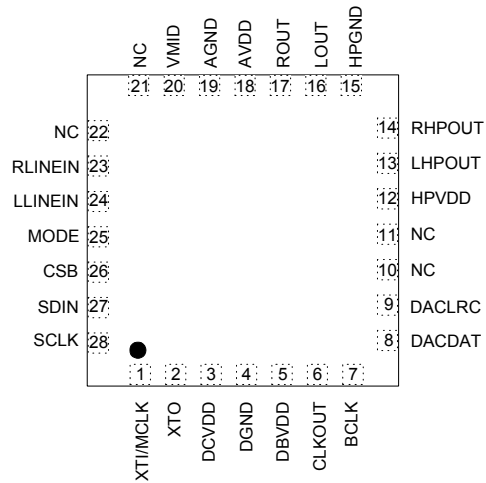 NC
VMID
AGND
AVDD
ROUT
LOUT
HPGND
21
20
19
18
17
16
15
NC 22
RLINEIN 23
LLINEIN 24
MODE 25
CSB 26
SDIN 27
SCLK 28
14 RHPOUT
13 LHPOUT
12 HPVDD
11 NC
10 NC
9 DACLRC
8 DACDAT
1
2
3
4
5
6
7
XTI/MCLK
XTO
DCVDD
DGND
DBVDD
CLKOUT
BCLK